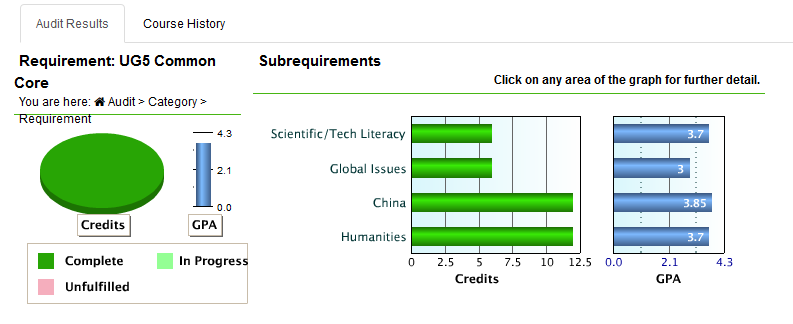 Audit Results
Course History
Requirement: UG5 Common
Core
You are here: Audit > Category >
Requirement
4.3
2.1
0.0
Credits
GPA
Complete
In Progress
Unfulfilled
Subrequirements
Click on any area of the graph for further detail.
Scientific/Tech Literacy
3.7
Global Issues
3
China
3.85
Humanities
3.7
0 2.5 5 7.5 10 12.5
0.0 2.1 4.3
Credits
GPA